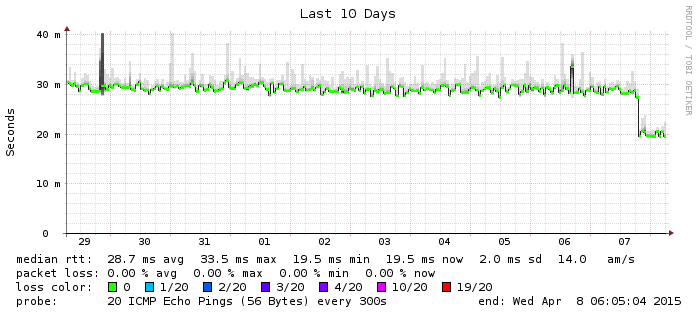 Last 10 Days
RRDTOOL / TOBI OETIKER
Seconds
40 m
30 m
20 m
10 m
0
29 30 31 01 02 03 04 05 06 07
median rtt: 28.7 ms avg 33.5 ms max 19.5 ms min 19.5 ms now 2.0 ms sd 14.0 am/s
packet loss: 0.00 % avg 0.00 % max 0.00 % min 0.00 % now
loss color: 0 1/20 2/20 3/20 4/20 10/20 19/20
probe: 20 ICMP Echo Pings (56 Bytes) every 300s end: Wed Apr 8 06:05:04 2015